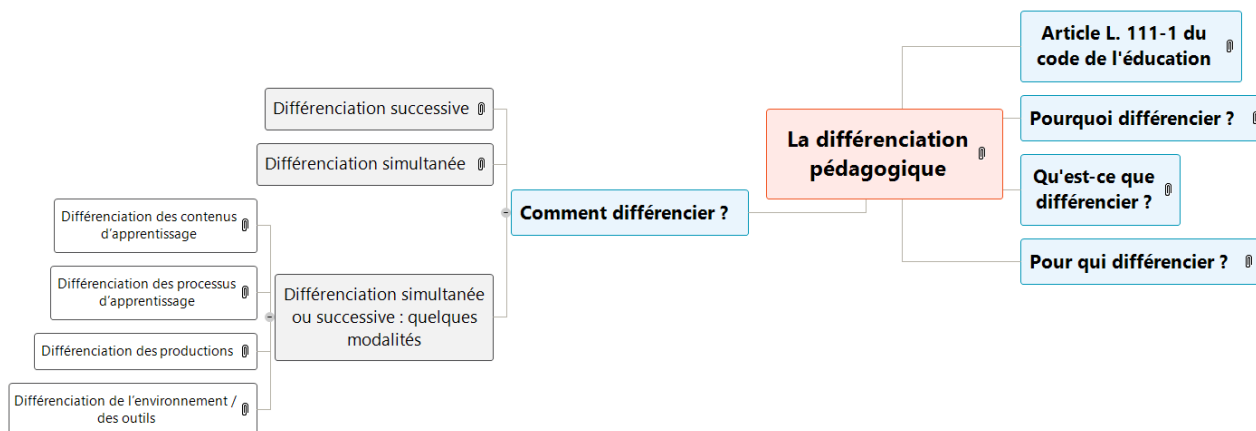 La différenciation
pédagogique
Article L. 111-1 du
code de l'éducation
Pourquoi différencier ?
Qu'est-ce que
différencier ?
Pour qui différencier ?
Comment différencier ?
Différenciation successive
Différenciation simultanée
Différenciation simultanée
ou successive : quelques
modalités
Différenciation des contenus
d'apprentissage
Différenciation des processus
d'apprentissage
Différenciation des productions
Différenciation de l'environnement /
des outils